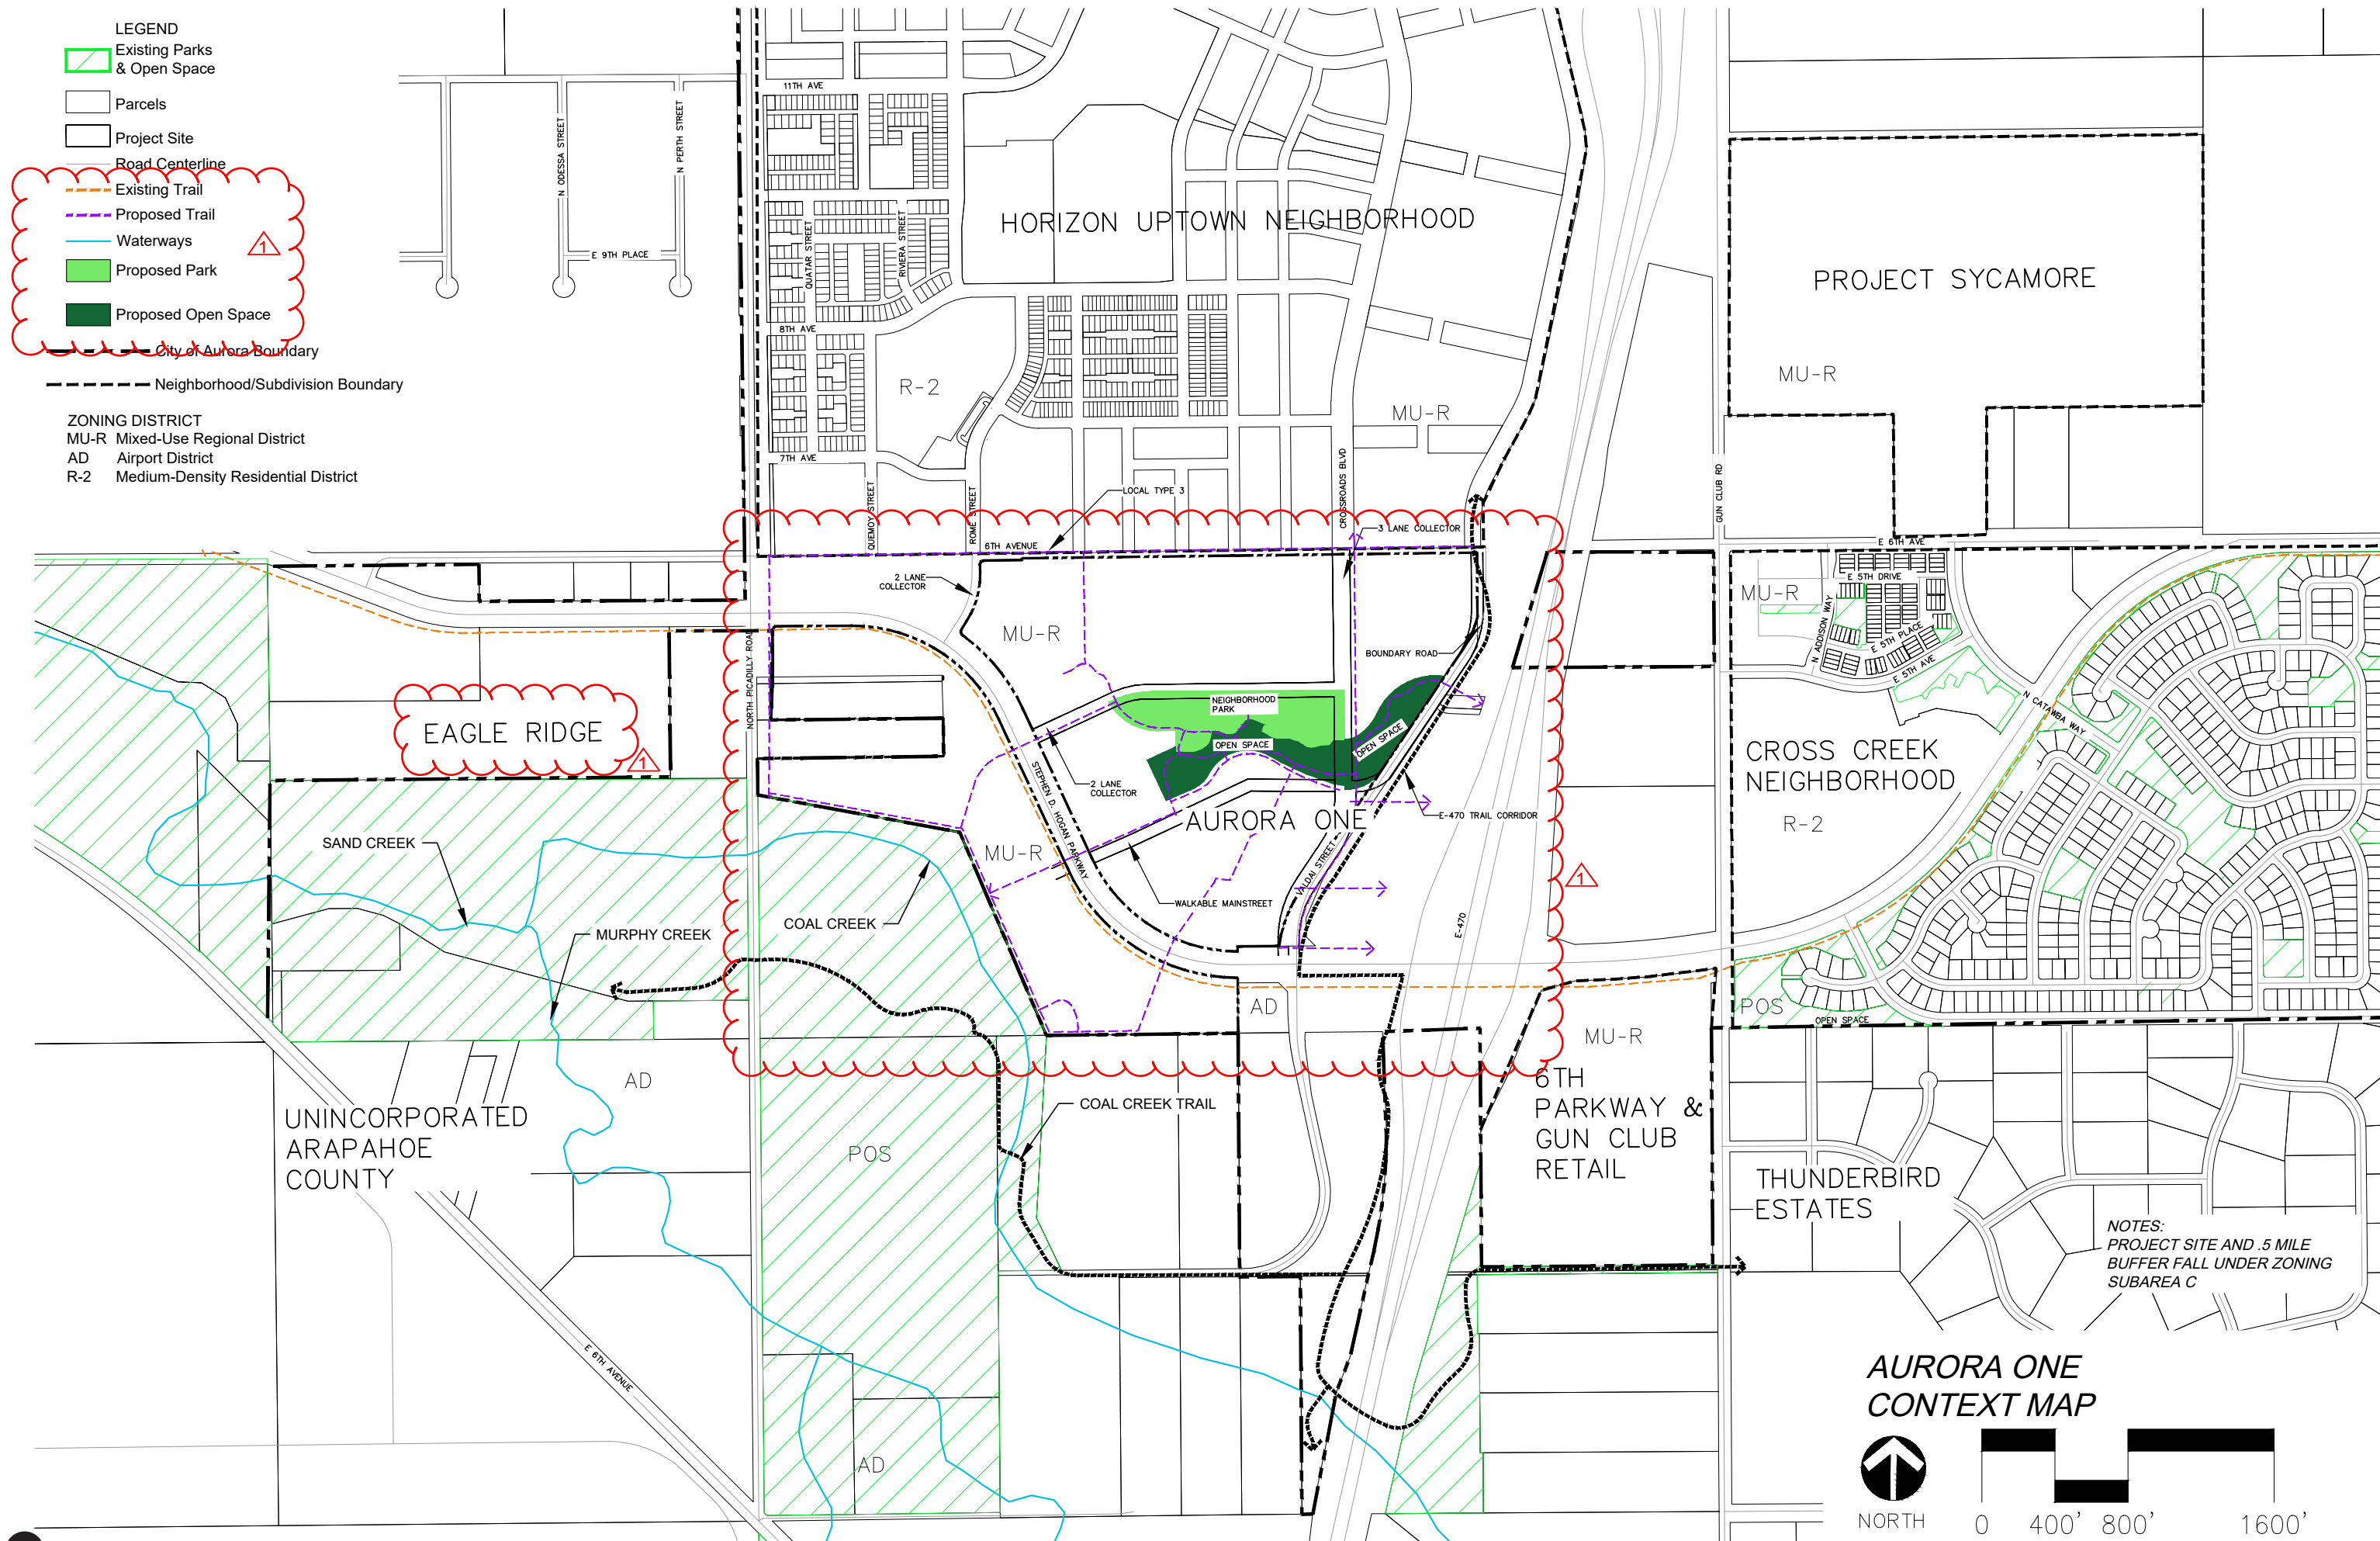 LEGEND
Existing Parks
& Open Space
Parcels
Project Site
Road Centerline
Existing Trail
Proposed Trail
Waterways
1
Proposed Park
Proposed Open Space
City of Aurora Boundary
Neighborhood/Subdivision Boundary
ZONING DISTRICT
MU-R Mixed-Use Regional District
AD Airport District
R-2 Medium-Density Residential District
N ODESSA STREET
N PERTH STREET
E 9TH PLACE
11TH AVE
QUATAR STREET
RIVIERA STREET
HORIZON UPTOWN NEIGHBORHOOD
8TH AVE
R-2
MU-R
7TH AVE
QUEMOY STREET
ROME STREET
LOCAL TYPE 3
CROSSROADS BLVD
3 LANE COLLECTOR
6TH AVENUE
GUN CLUB RD
PROJECT SYCAMORE
MU-R
E 6TH AVE
2 LANE
COLLECTOR
MU-R
BOUNDARY ROAD
NORTH PICADILLY ROAD
EAGLE RIDGE
1
NEIGHBORHOOD
PARK
OPEN SPACE
OPEN SPACE
2 LANE
COLLECTOR
STEPHEN D. HOGAN PARKWAY
AURORA ONE
E-470 TRAIL CORRIDOR
MU-R
VALDAI STREET
WALKABLE MAINSTREET
1
E-470
MU-R
E 5TH DRIVE
N ADDISON WAY
E 5TH PLACE
E 5TH AVE
N CATAWBA WAY
CROSS CREEK
NEIGHBORHOOD
R-2
SAND CREEK
MURPHY CREEK
COAL CREEK
AD
POS
OPEN SPACE
MU-R
6TH
PARKWAY &
GUN CLUB
RETAIL
AD
UNINCORPORATED
ARAPAHOE
COUNTY
COAL CREEK TRAIL
POS
THUNDERBIRD
ESTATES
NOTES:
PROJECT SITE AND .5 MILE
BUFFER FALL UNDER ZONING
SUBAREA C
E 6TH AVENUE
AD
AURORA ONE
CONTEXT MAP
NORTH
0 400' 800' 1600'